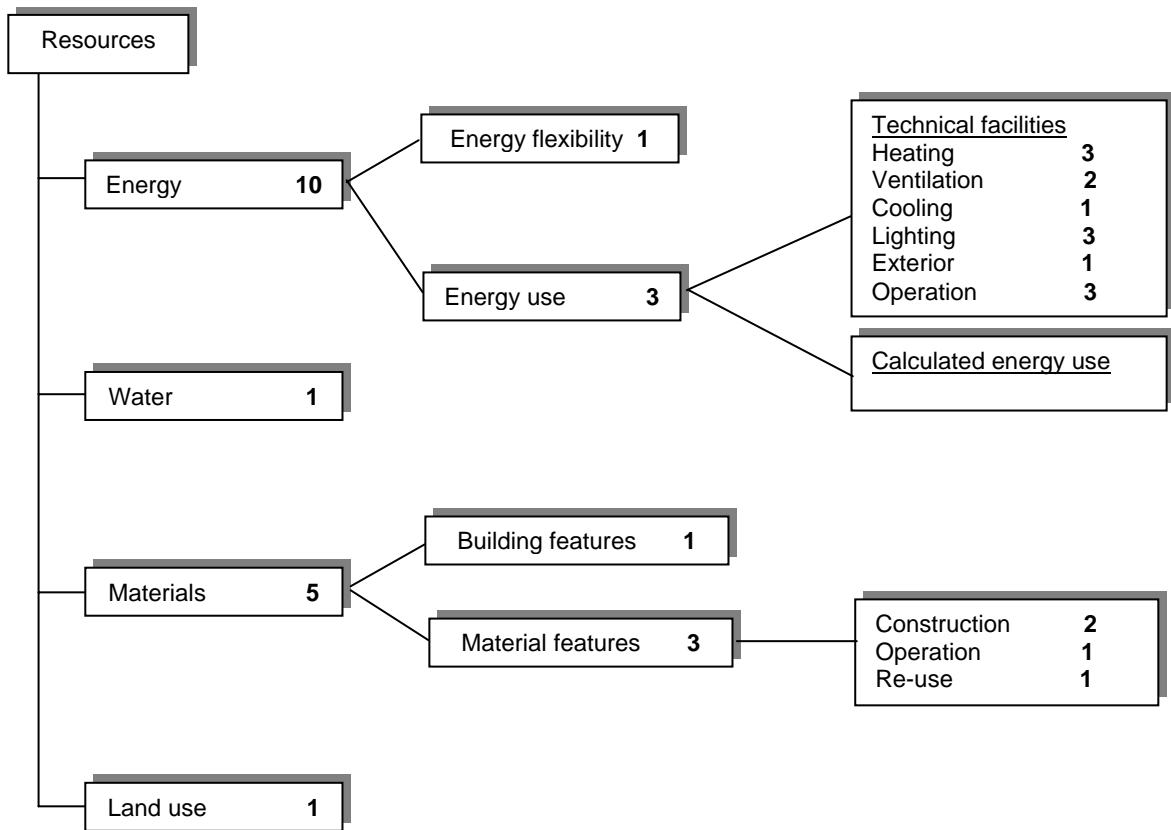 Resources
Energy 10
Energy flexibility 1
Energy use 3
Technical facilities
Heating 3
Ventilation 2
Cooling 1
Lighting 3
Exterior 1
Operation 3
Calculated energy use
Water 1
Materials 5
Building features 1
Material features 3
Construction 2
Operation 1
Re-use 1
Land use 1